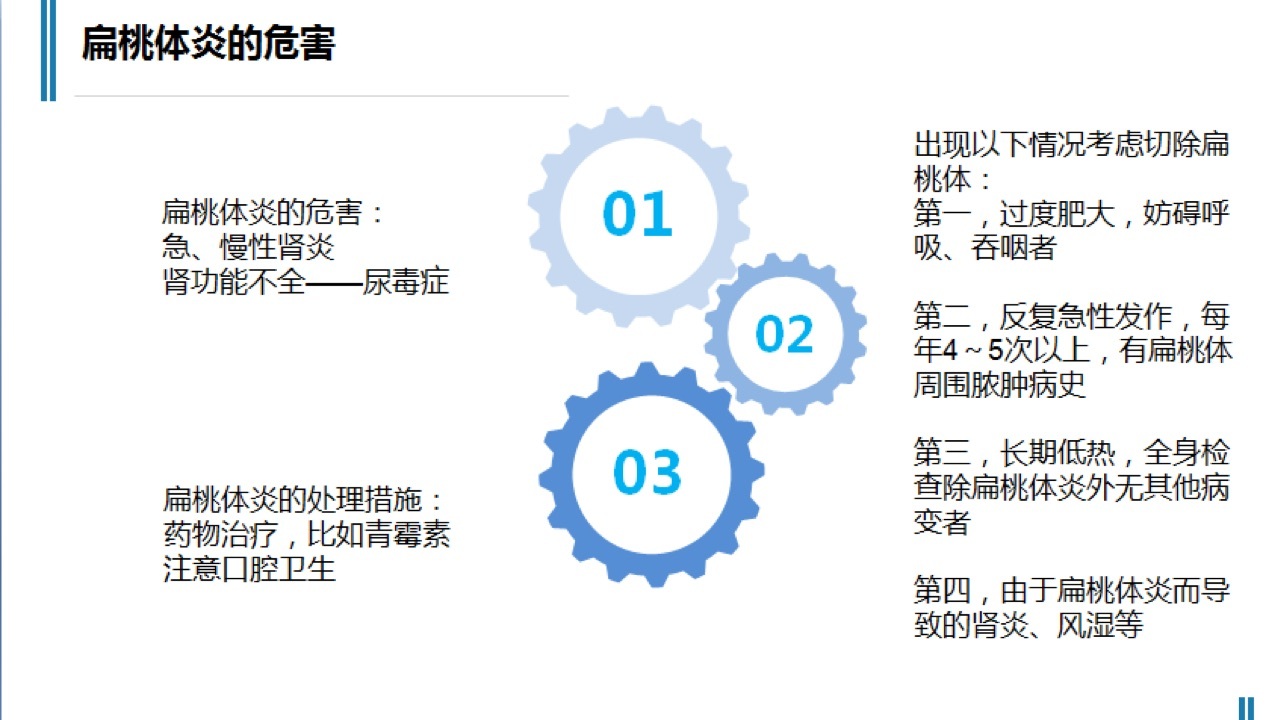 扁桃体炎的危害
扁桃体炎的危害：
急、慢性肾炎
肾功能不全——尿毒症
01
出现以下情况考虑切除扁
桃体：
第一，过度肥大，妨碍呼
吸、吞咽者
第二，反复急性发作，每
年4～5次以上，有扁桃体
周围脓肿病史
第三，长期低热，全身检
查除扁桃体炎外无其他病
变者
第四，由于扁桃体炎而导
致的肾炎、风湿等
02
03
扁桃体炎的处理措施：
药物治疗，比如青霉素
注意口腔卫生